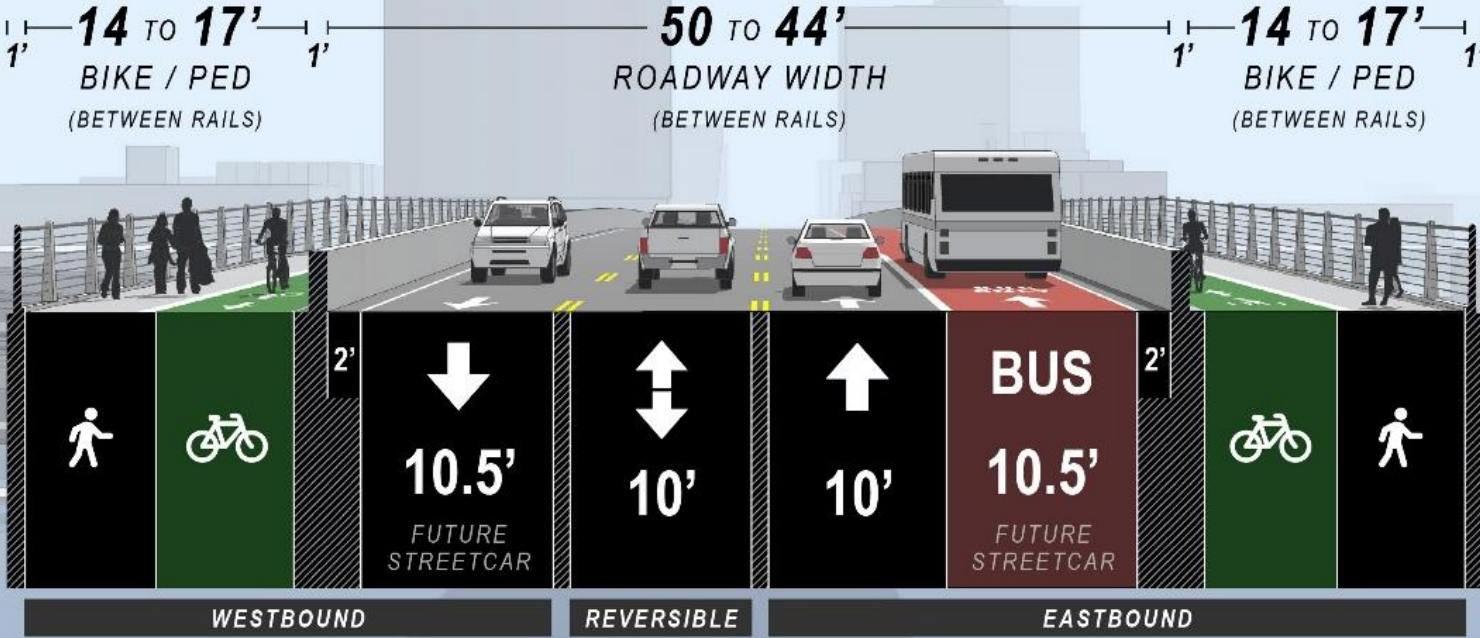 14 TO 17'
50 TO 44'
14 TO 17'
1'
1'
1'
1'
BIKE / PED
ROADWAY WIDTH
BIKE / PED
(BETWEEN RAILS)
(BETWEEN RAILS)
(BETWEEN RAILS)
2'
BUS
2'
10.5'
10'
10'
10.5'
FUTURE
STREETCAR
FUTURE
STREETCAR
WESTBOUND
REVERSIBLE
EASTBOUND